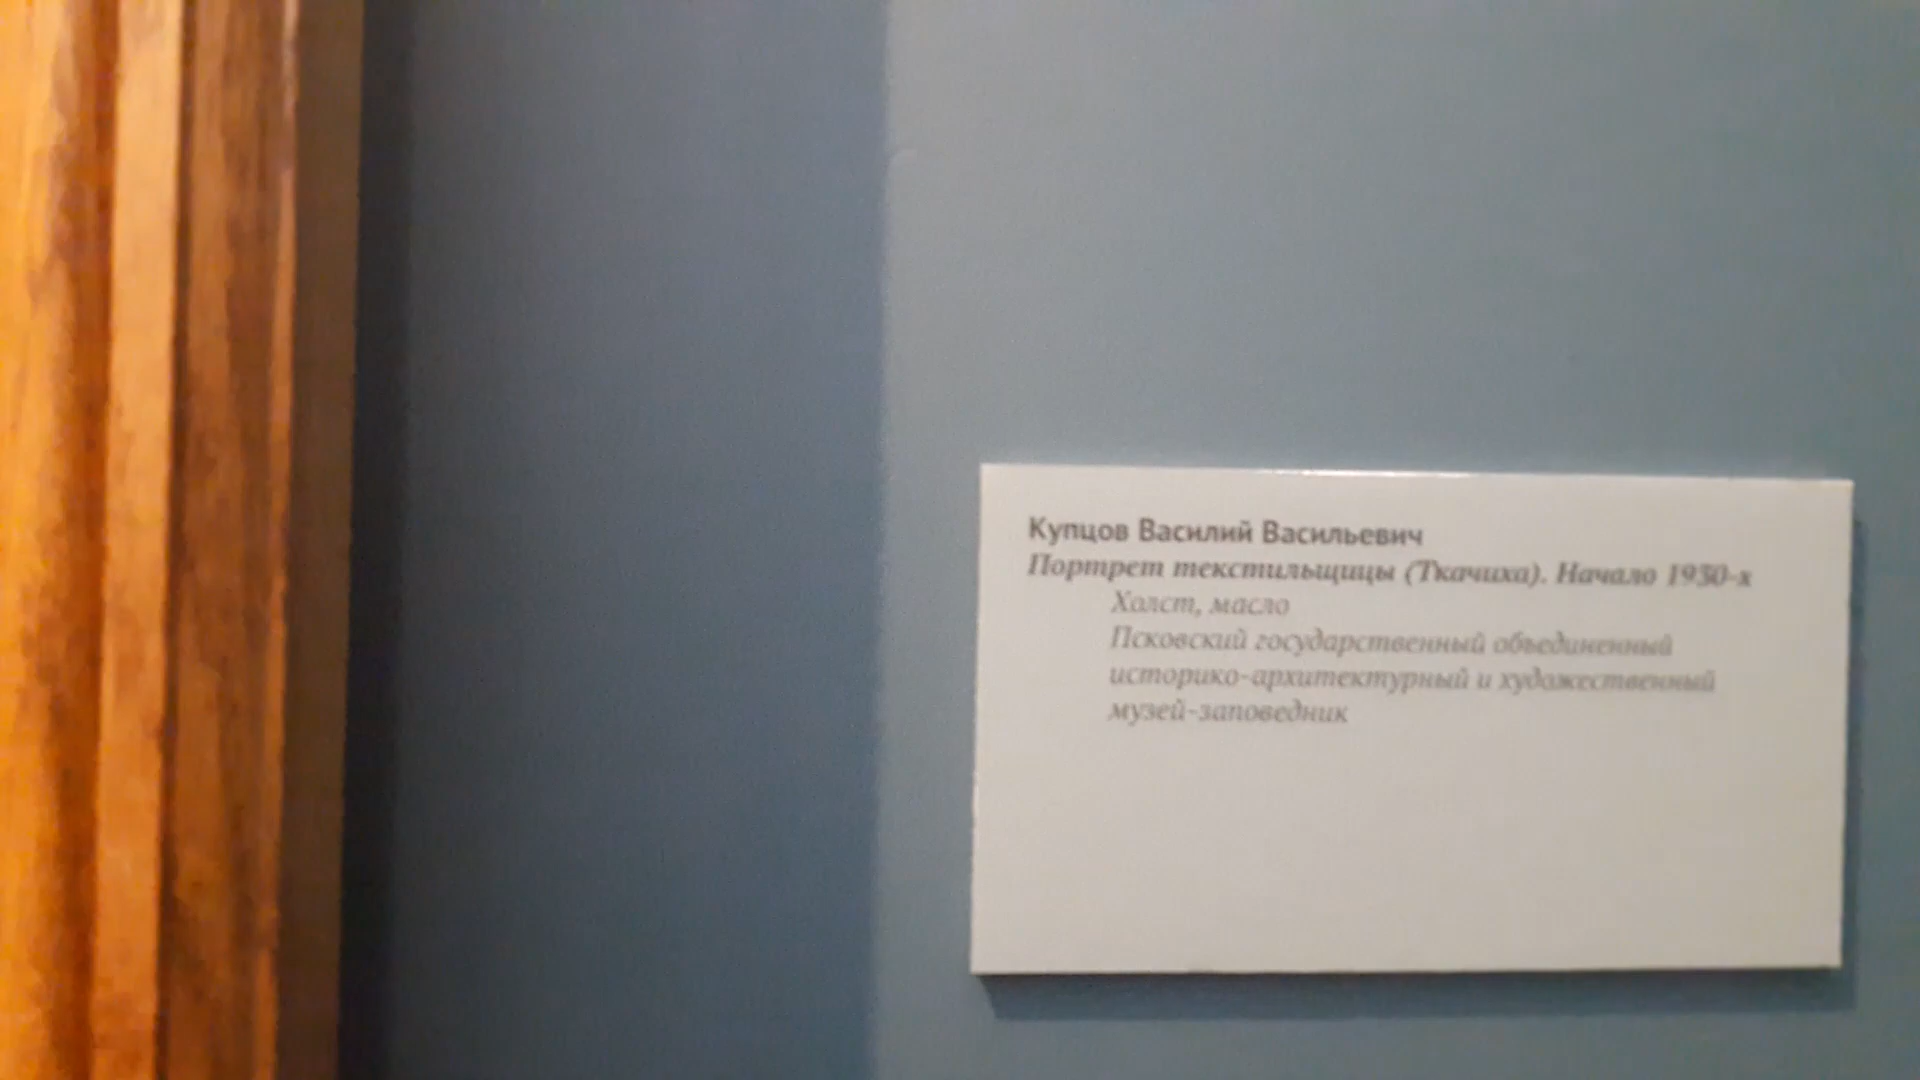 Купцов Василий Васильевич
Портрет текстильщицы (Ткачиха). Начало 1930-х
Холст, масло
Псковский государственный объединенный
историко-архитектурный и художественный
музей-заповедник